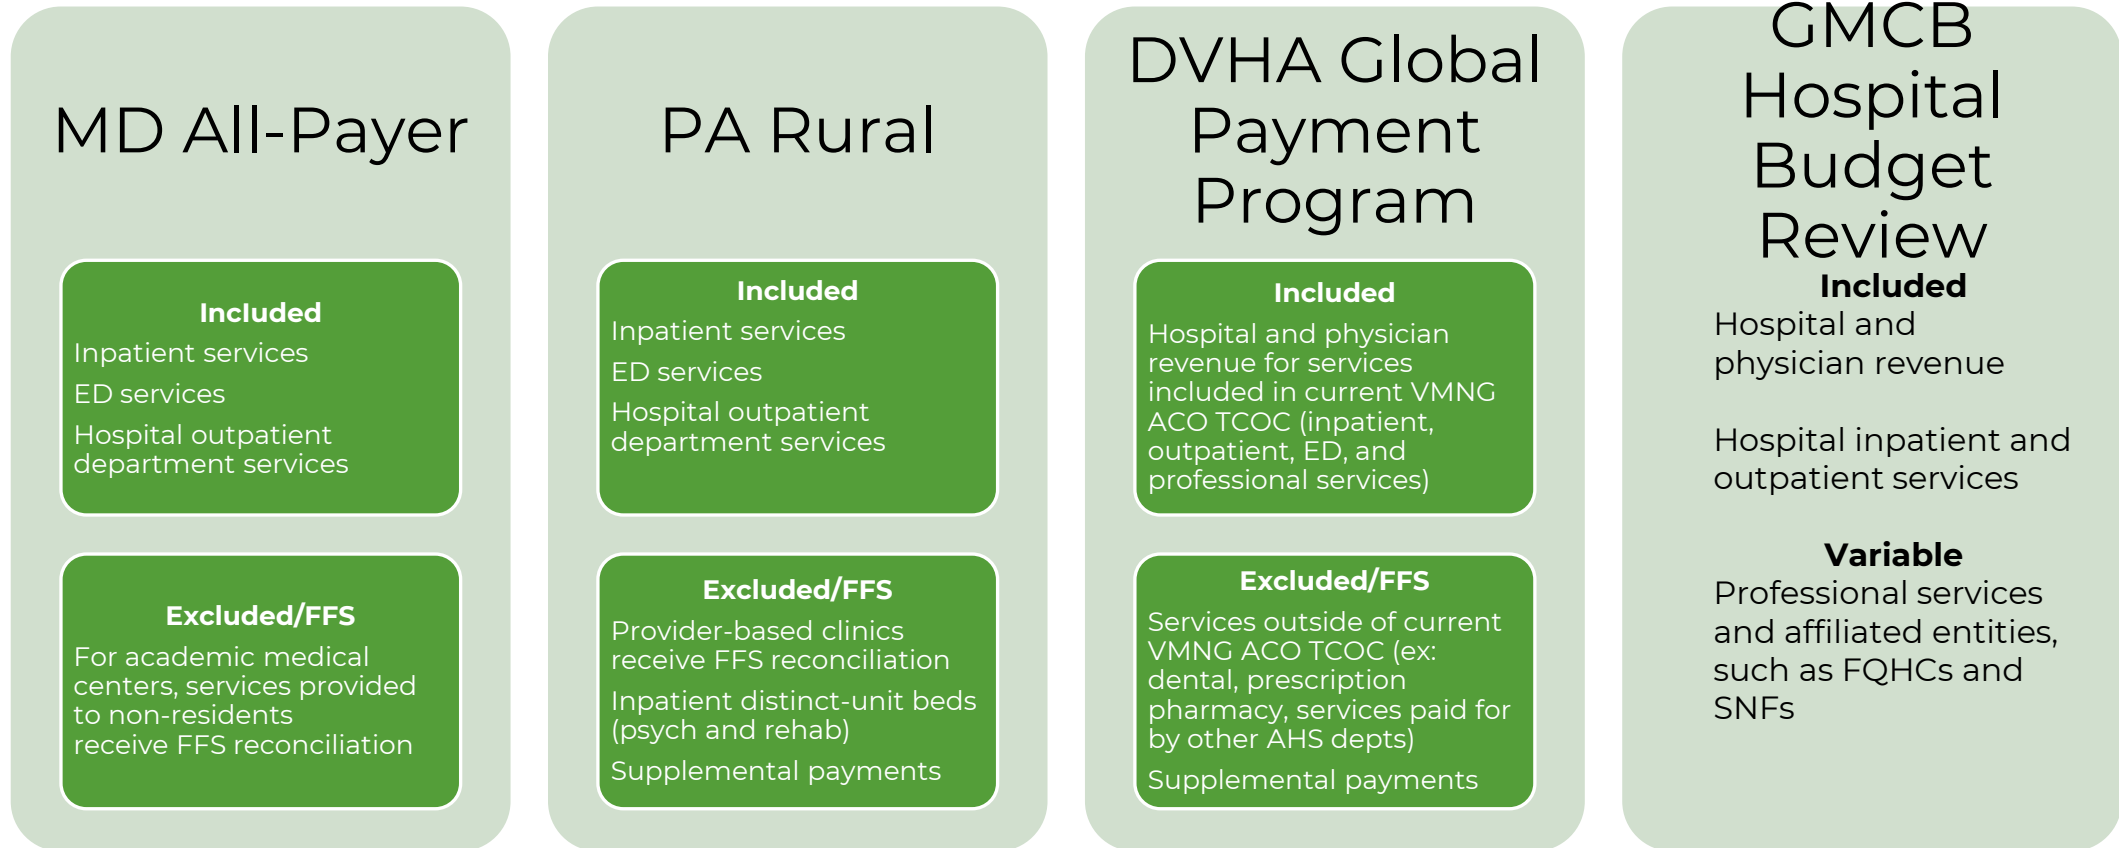 MD All-Payer
Included
Inpatient services
ED services
Hospital outpatient
department services
Excluded/FFS
For academic medical
centers, services provided
to non-residents
receive FFS reconciliation
PA Rural
Included
Inpatient services
ED services
Hospital outpatient
department services
Excluded/FFS
Provider-based clinics
receive FFS reconciliation
Inpatient distinct-unit beds
(psych and rehab)
Supplemental payments
DVHA Global
Payment
Program
Included
Hospital and physician
revenue for services
included in current VMNG
ACO TCOC (inpatient,
outpatient, ED, and
professional services)
Excluded/FFS
Services outside of current
VMNG ACO TCOC (ex:
dental, prescription
pharmacy, services paid for
by other AHS depts)
Supplemental payments
GMCB
Hospital
Budget
Review
Included
Hospital and
physician revenue
Hospital inpatient and
outpatient services
Variable
Professional services
and affiliated entities,
such as FQHCs and
SNFs